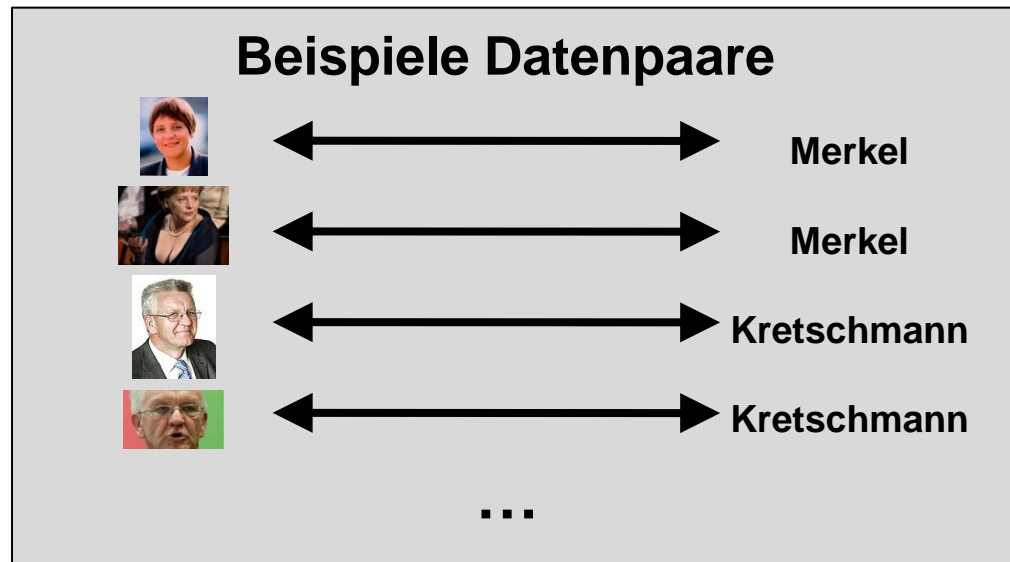 Beispiele Datenpaare
Merkel
Merkel
Kretschmann
Kretschmann
...